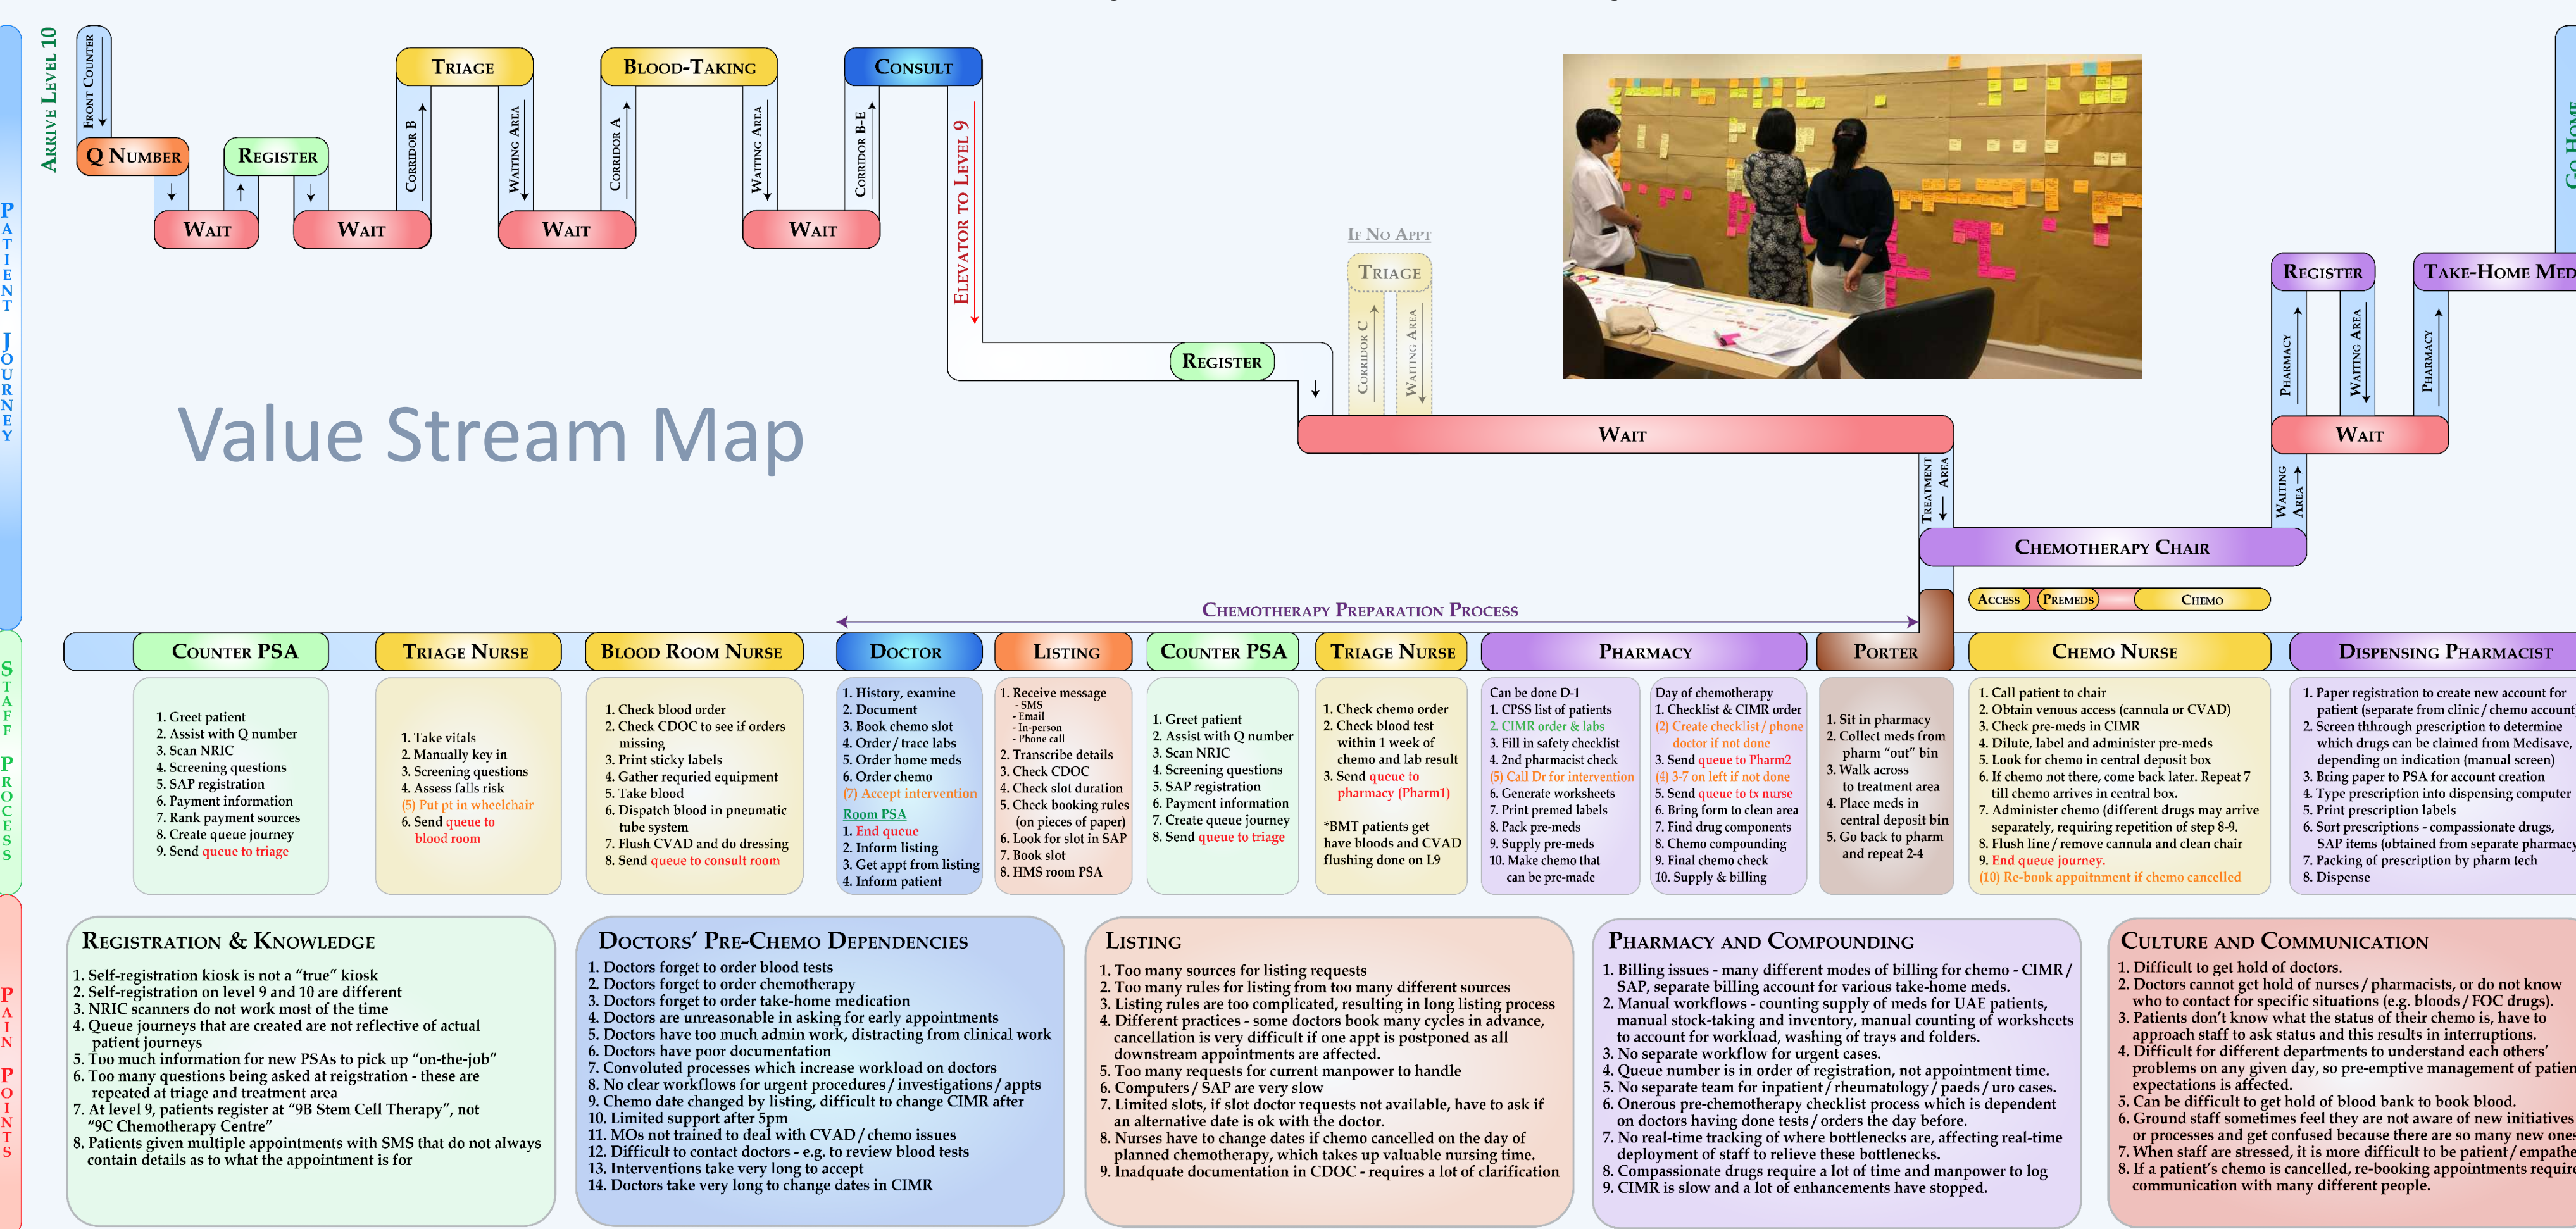 ARRIVE LEVEL 10
FRONT COUNTER
Q NUMBER
WAIT
REGISTER
WAIT
CORRIDOR B
TRIAGE
WAITING AREA
WAIT
CORRIDOR A
BLOOD-TAKING
WAITING AREA
WAIT
CORRIDOR B-E
CONSULT
ELEVATOR TO LEVEL 9
REGISTER
IF NO APPT
TRIAGE
CORRIDOR C
WAITING AREA
WAIT
TREATMENT AREA
CHEMOTHERAPY CHAIR
ACCESS
PREMEDS
CHEMO
WAITING AREA
WAIT
PHARMACY
REGISTER
WAITING AREA
PHARMACY
TAKE-HOME MED
GO HOME
Value Stream Map
PATIENT JOURNEY
STAFF PROCESS
PAIN POINTS
CHEMOTHERAPY PREPARATION PROCESS
COUNTER PSA
1. Greet patient
2. Assist with Q number
3. Scan NRIC
4. Screening questions
5. SAP registration
6. Payment information
7. Rank payment sources
8. Create queue journey
9. Send queue to triage
TRIAGE NURSE
1. Take vitals
2. Manually key in
3. Screening questions
4. Assess falls risk
(5) Put pt in wheelchair
6. Send queue to
blood room
BLOOD ROOM NURSE
1. Check blood order
2. Check CDOC to see if orders
missing
3. Print sticky labels
4. Gather requried equipment
5. Take blood
6. Dispatch blood in pneumatic
tube system
7. Flush CVAD and do dressing
8. Send queue to consult room
DOCTOR
1. History, examine
2. Document
3. Book chemo slot
4. Order / trace labs
5. Order home meds
6. Order chemo
(7) Accept intervention
Room PSA
1. End queue
2. Inform listing
3. Get appt from listing
4. Inform patient
LISTING
1. Receive message
- SMS
- Email
- In-person
- Phone call
2. Transcribe details
3. Check CDOC
4. Check slot duration
5. Check booking rules
(on pieces of paper)
6. Look for slot in SAP
7. Book slot
8. HMS room PSA
COUNTER PSA
1. Greet patient
2. Assist with Q number
3. Scan NRIC
4. Screening questions
5. SAP registration
6. Payment information
7. Create queue journey
8. Send queue to triage
TRIAGE NURSE
1. Check chemo order
2. Check blood test
within 1 week of
chemo and lab result
3. Send queue to
pharmacy (Pharm1)
*BMT patients get
have bloods and CVAD
flushing done on L9
PHARMACY
Can be done D-1
1. CPSS list of patients
2. CIMR order & labs
3. Fill in safety checklist
4. 2nd pharmacist check
(5) Call Dr for intervention
6. Generate worksheets
7. Print premed labels
8. Pack pre-meds
9. Supply pre-meds
10. Make chemo that
can be pre-made
Day of chemotherapy
1. Checklist & CIMR order
(2) Create checklist / phone
doctor if not done
3. Send queue to Pharm2
(4) 3-7 on left if not done
5. Send queue to tx nurse
6. Bring form to clean area
7. Find drug components
8. Chemo compounding
9. Final chemo check
10. Supply & billing
PORTER
1. Sit in pharmacy
2. Collect meds from
pharm “out” bin
3. Walk across
to treatment area
4. Place meds in
central deposit bin
5. Go back to pharm
and repeat 2-4
CHEMO NURSE
1. Call patient to chair
2. Obtain venous access (cannula or CVAD)
3. Check pre-meds in CIMR
4. Dilute, label and administer pre-meds
5. Look for chemo in central deposit box
6. If chemo not there, come back later. Repeat 7
till chemo arrives in central box.
7. Administer chemo (different drugs may arrive
separately, requiring repetition of step 8-9.
8. Flush line / remove cannula and clean chair
9. End queue journey.
(10) Re-book appoitnment if chemo cancelled
DISPENSING PHARMACIST
1. Paper registration to create new account for
patient (separate from clinic / chemo account
2. Screen thhrough prescription to determine
which drugs can be claimed from Medisave,
depending on indication (manual screen)
3. Bring paper to PSA for account creation
4. Type prescription into dispensing computer
5. Print prescription labels
6. Sort prescriptions - compassionate drugs,
SAP items (obtained from separate pharmacy
7. Packing of prescription by pharm tech
8. Dispense
REGISTRATION & KNOWLEDGE
1. Self-registration kiosk is not a “true” kiosk
2. Self-registration on level 9 and 10 are different
3. NRIC scanners do not work most of the time
4. Queue journeys that are created are not reflective of actual
patient journeys
5. Too much information for new PSAs to pick up “on-the-job”
6. Too many questions being asked at reigstration - these are
repeated at triage and treatment area
7. At level 9, patients register at “9B Stem Cell Therapy”, not
“9C Chemotherapy Centre”
8. Patients given multiple appointments with SMS that do not always
contain details as to what the appointment is for
DOCTORS’ PRE-CHEMO DEPENDENCIES
1. Doctors forget to order blood tests
2. Doctors forget to order chemotherapy
3. Doctors forget to order take-home medication
4. Doctors are unreasonable in asking for early appointments
5. Doctors have too much admin work, distracting from clinical work
6. Doctors have poor documentation
7. Convoluted processes which increase workload on doctors
8. No clear workflows for urgent procedures / investigations / appts
9. Chemo date changed by listing, difficult to change CIMR after
10. Limited support after 5pm
11. MOs not trained to deal with CVAD / chemo issues
12. Difficult to contact doctors - e.g. to review blood tests
13. Interventions take very long to accept
14. Doctors take very long to change dates in CIMR
LISTING
1. Too many sources for listing requests
2. Too many rules for listing from too many different sources
3. Listing rules are too complicated, resulting in long listing process
4. Different practices - some doctors book many cycles in advance,
cancellation is very difficult if one appt is postponed as all
downstream appointments are affected.
5. Too many requests for current manpower to handle
6. Computers / SAP are very slow
7. Limited slots, if slot doctor requests not available, have to ask if
an alternative date is ok with the doctor.
8. Nurses have to change dates if chemo cancelled on the day of
planned chemotherapy, which takes up valuable nursing time.
9. Inadquate documentation in CDOC - requires a lot of clarification
PHARMACY AND COMPOUNDING
1. Billing issues - many different modes of billing for chemo - CIMR /
SAP, separate billing account for various take-home meds.
2. Manual workflows - counting supply of meds for UAE patients,
manual stock-taking and inventory, manual counting of worksheets
to account for workload, washing of trays and folders.
3. No separate workflow for urgent cases.
4. Queue number is in order of registration, not appointment time.
5. No separate team for inpatient / rheumatology / paeds / uro cases.
6. Onerous pre-chemotherapy checklist process which is dependent
on doctors having done tests / orders the day before.
7. No real-time tracking of where bottlenecks are, affecting real-time
deployment of staff to relieve these bottlenecks.
8. Compassionate drugs require a lot of time and manpower to log
9. CIMR is slow and a lot of enhancements have stopped.
CULTURE AND COMMUNICATION
1. Difficult to get hold of doctors.
2. Doctors cannot get hold of nurses / pharmacists, or do not know
who to contact for specific situations (e.g. bloods / FOC drugs).
3. Patients don’t know what the status of their chemo is, have to
approach staff to ask status and this results in interruptions.
4. Difficult for different departments to understand each others’
problems on any given day, so pre-emptive management of patien
expectations is affected.
5. Can be difficult to get hold of blood bank to book blood.
6. Ground staff sometimes feel they are not aware of new initiatives
or processes and get confused because there are so many new ones
7. When staff are stressed, it is more difficult to be patient / empathe
8. If a patient’s chemo is cancelled, re-booking appointments require
communication with many different people.